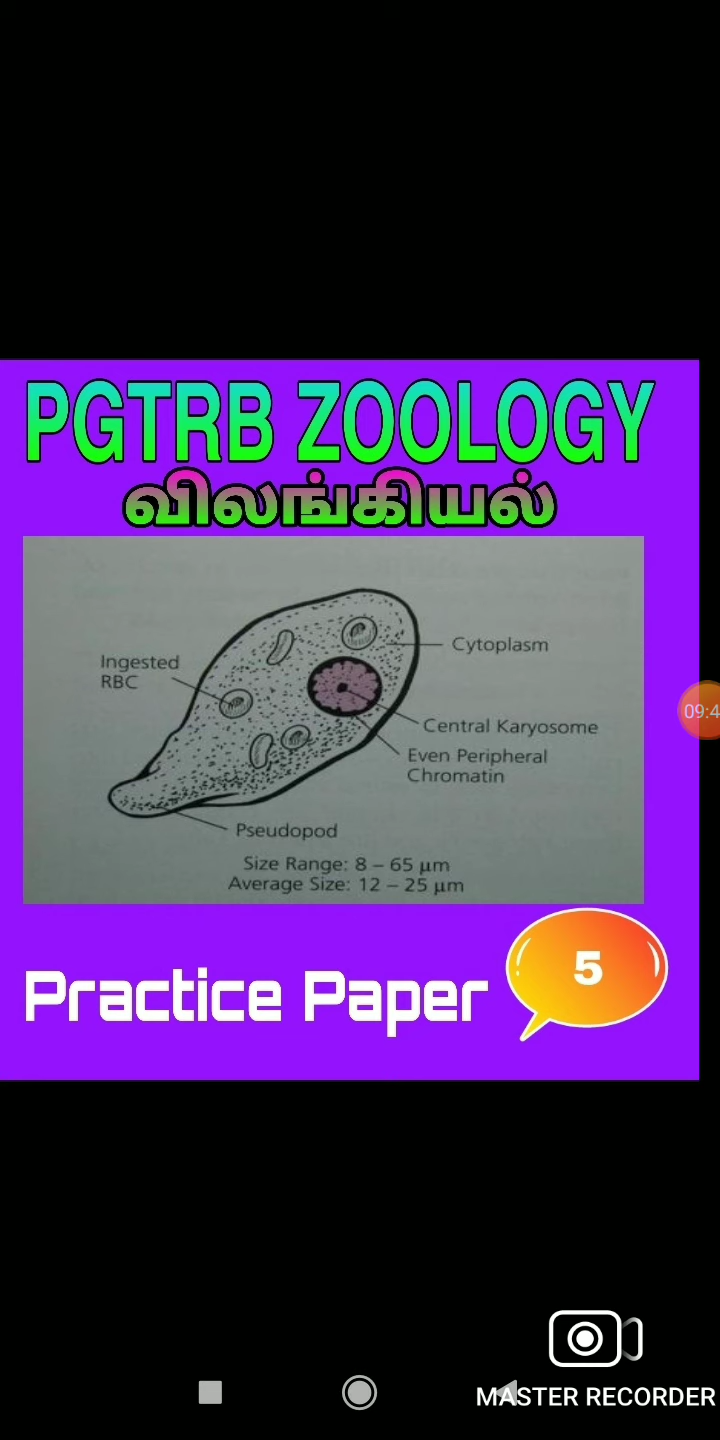 PGTRB ZOOLOGY
விலங்கியல்
Ingested
RBC
Cytoplasm
Central Karyosome
Even Peripheral
Chromatin
Pseudopod
Size Range: 8 – 65 µm
Average Size: 12 – 25 µm
Practice Paper
5
09:4
MASTER RECORDER